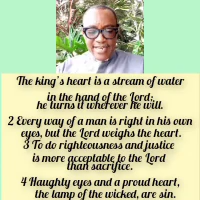 The king's heart is a stream of water
in the hand of the Lord;
he turns it wherever he will.
2 Every way of a man is right in his own
eyes, but the Lord weighs the heart.
3 To do righteousness and justice
is more acceptable to the Lord
than sacrifice.
4 Haughty eyes and a proud heart,
the lamp of the wicked, are sin.